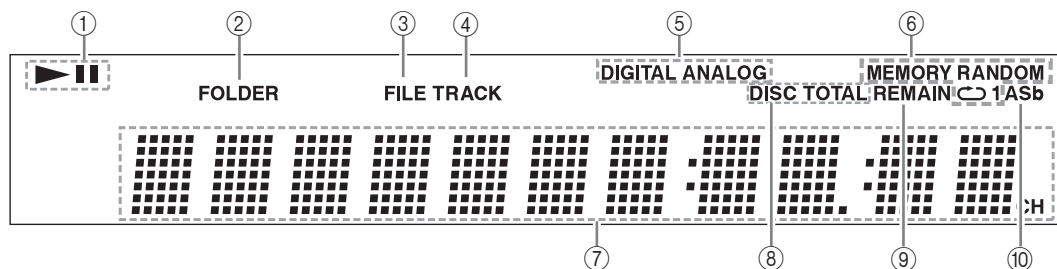 ① ② ③ ④ ⑤ ⑥
DIGITAL ANALOG MEMORY RANDOM
FOLDER FILE TRACK DISC TOTAL REMAIN 1 ASb
CH
⑦ ⑧ ⑨ ⑩